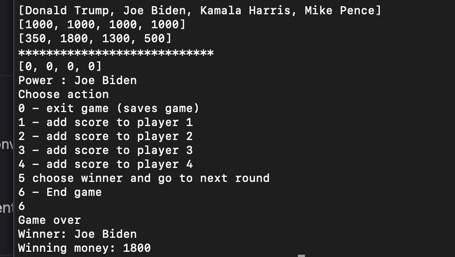 [Donald Trump, Joe Biden, Kamala Harris, Mike Pence]
[1000, 1000, 1000, 1000]
[350, 1800, 1300, 500]
****************************
[0, 0, 0, 0]
Power : Joe Biden
Choose action
0 - exit game (saves game)
1 - add score to player 1
2 - add score to player 2
3 - add score to player 3
4 - add score to player 4
5 choose winner and go to next round
6 - End game
6
Game over
Winner: Joe Biden
Winning money: 1800